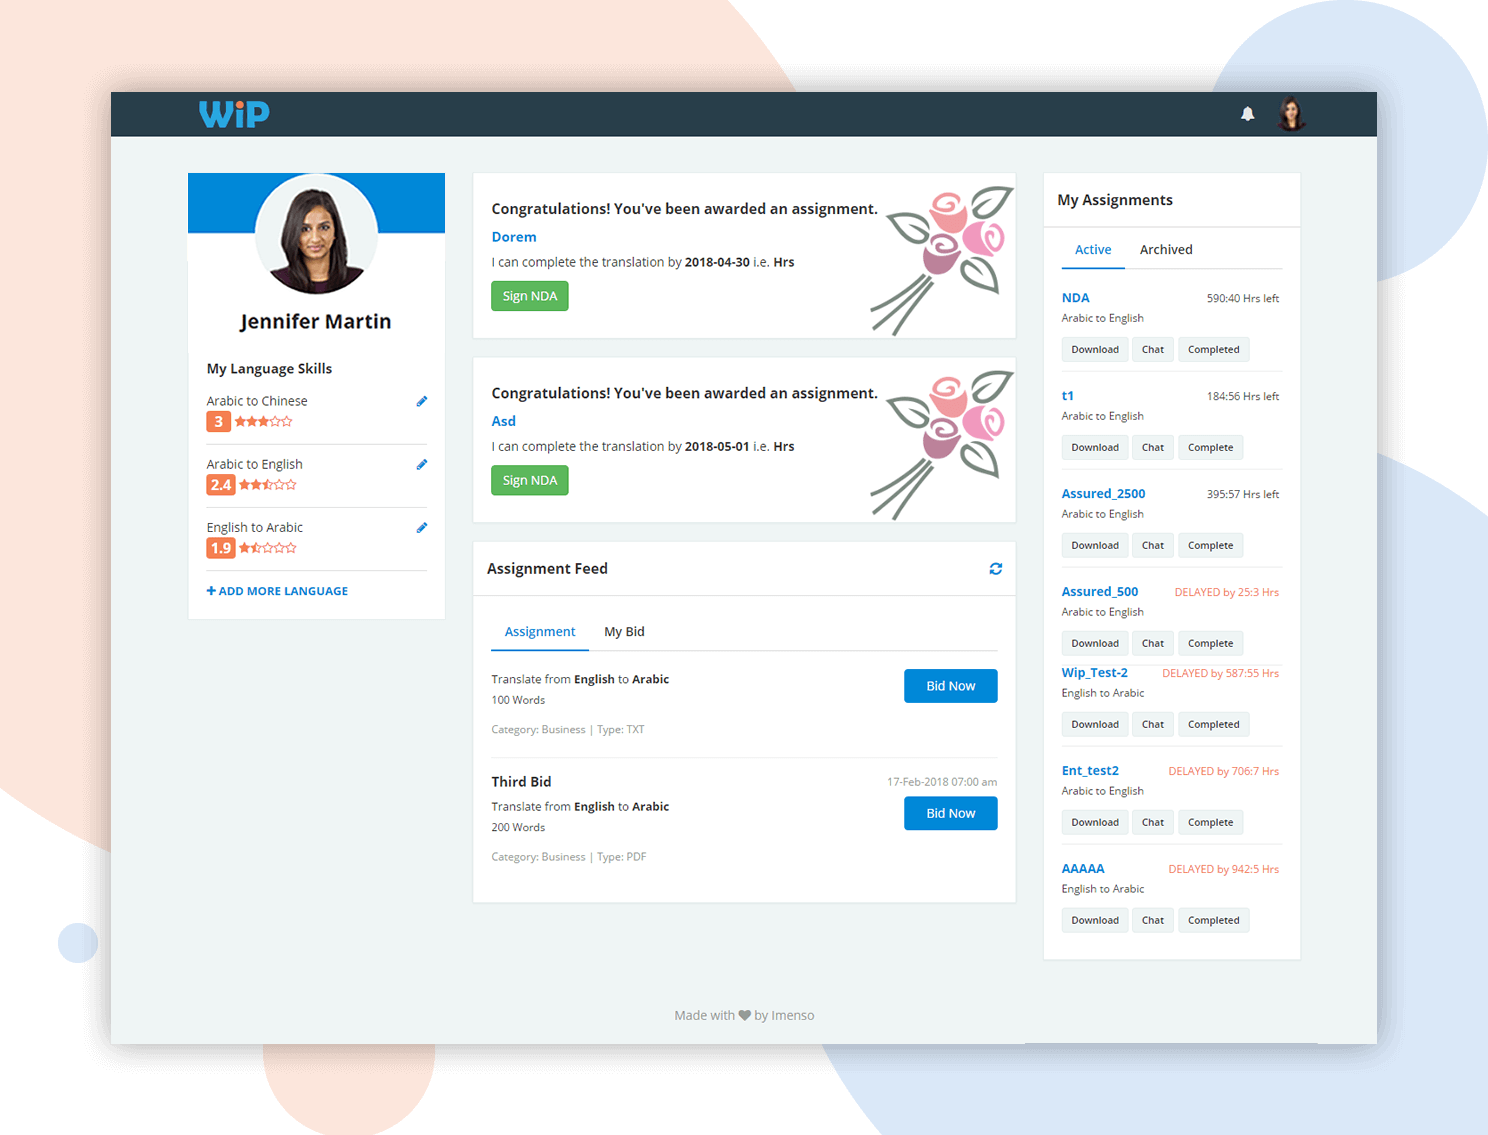 WiP
Jennifer Martin
My Language Skills
Arabic to Chinese
3
Arabic to English
2.4
English to Arabic
1.9
ADD MORE LANGUAGE
Congratulations! You've been awarded an assignment.
Dorem
I can complete the translation by 2018-04-30 i.e. Hrs
Sign NDA
Congratulations! You've been awarded an assignment.
Asd
I can complete the translation by 2018-05-01 i.e. Hrs
Sign NDA
Assignment Feed
Assignment My Bid
Translate from English to Arabic
Bid Now
100 Words
Category: Business | Type: TXT
Third Bid 17-Feb-2018 07:00 am
Translate from English to Arabic
Bid Now
200 Words
Category: Business | Type: PDF
My Assignments
Active Archived
NDA 590:40 Hrs left
Arabic to English
Download Chat Completed
t1 184:56 Hrs left
Arabic to English
Download Chat Complete
Assured_2500 395:57 Hrs left
Arabic to English
Download Chat Complete
Assured_500 DELAYED by 25:3 Hrs
Arabic to English
Download Chat Complete
Wip_Test-2 DELAYED by 587:55 Hrs
English to Arabic
Download Chat Completed
Ent_test2 DELAYED by 706:7 Hrs
Arabic to English
Download Chat Complete
AAAAA DELAYED by 942:5 Hrs
English to Arabic
Download Chat Completed
Made with ♥ by Imenso